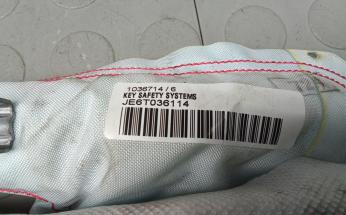 1036714 / 6
KEY SAFETY SYSTEMS
JE6T036114